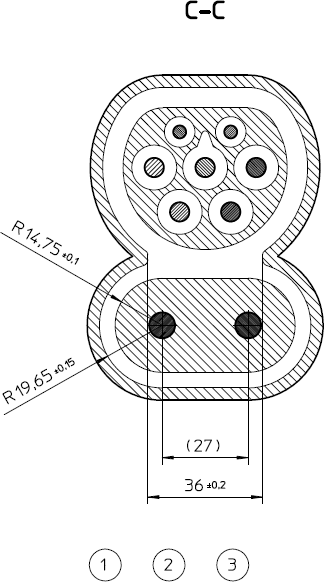 C-C
R14,75 ±0,1
R19,65 ±0,15
(27)
36 ±0,2
1 2 3